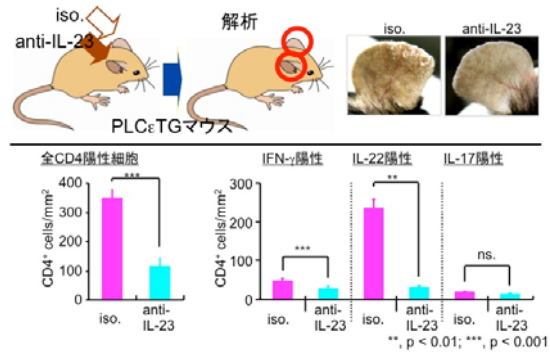 iso.
anti-IL-23
解析
PLCεTGマウス
iso.
anti-IL-23
全CD4陽性細胞
IFN-γ陽性
IL-22陽性
IL-17陽性
CD4⁺ cells/mm²
400
300
200
100
0
***
iso.
anti-
IL-23
CD4⁺ cells/mm²
300
200
100
0
***
**
ns.
iso.
anti-
IL-23
iso.
anti-
IL-23
iso.
anti-
IL-23
**, p < 0.01; ***, p < 0.001